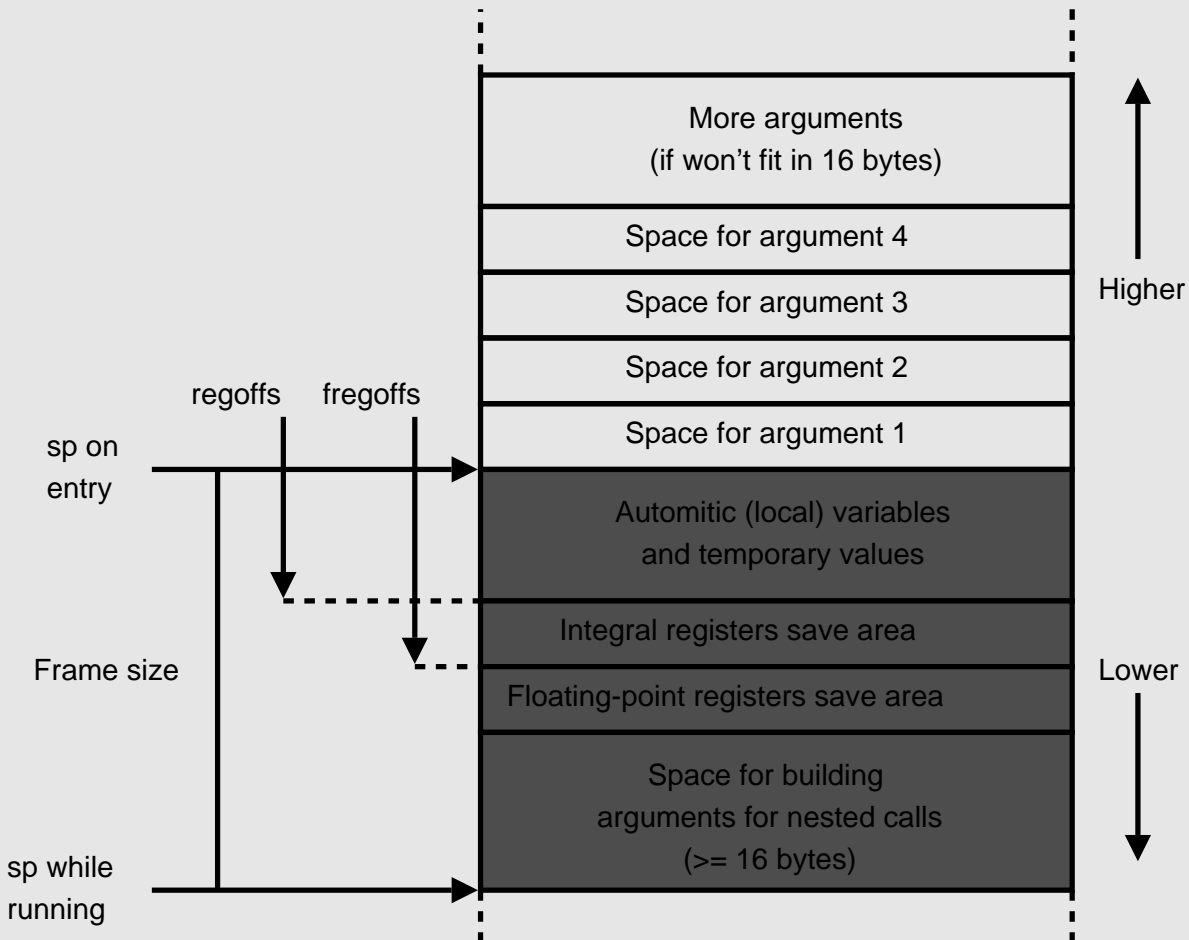 More arguments
(if won't fit in 16 bytes)
Space for argument 4
Higher
Space for argument 3
Space for argument 2
regoffs fregoffs
Space for argument 1
sp on
entry
Automitic (local) variables
and temporary values
Integral registers save area
Frame size
Lower
Floating-point registers save area
Space for building
arguments for nested calls
(>= 16 bytes)
sp while
running